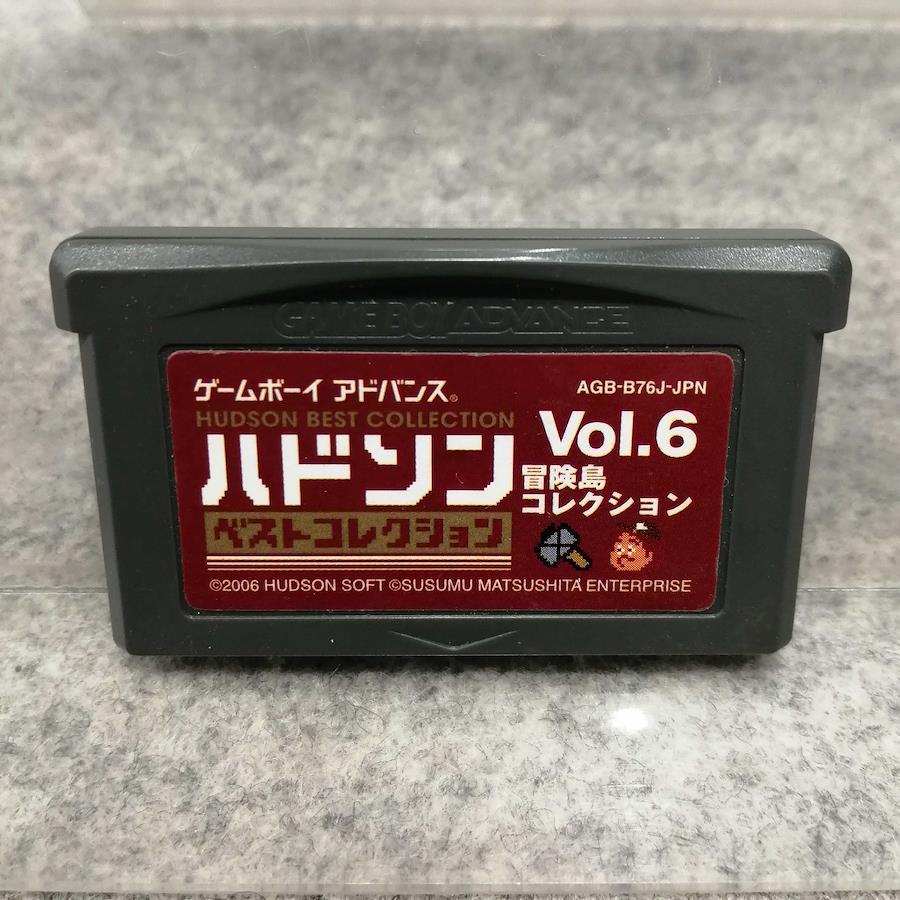 GAME BOY ADVANCE
ゲームボーイ アドバンス®
AGB-B76J-JPN
HUDSON BEST COLLECTION
Vol.6
ハドソン
冒険島
コレクション
ベストコレクション
©2006 HUDSON SOFT ©SUSUMU MATSUSHITA ENTERPRISE